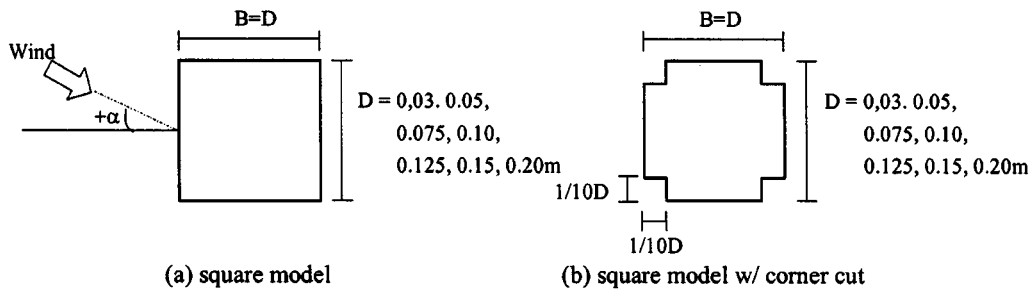 B=D
Wind
+α
D = 0,03. 0.05,
0.075, 0.10,
0.125, 0.15, 0.20m
(a) square model
B=D
D = 0,03. 0.05,
0.075, 0.10,
0.125, 0.15, 0.20m
1/10D
1/10D
(b) square model w/ corner cut